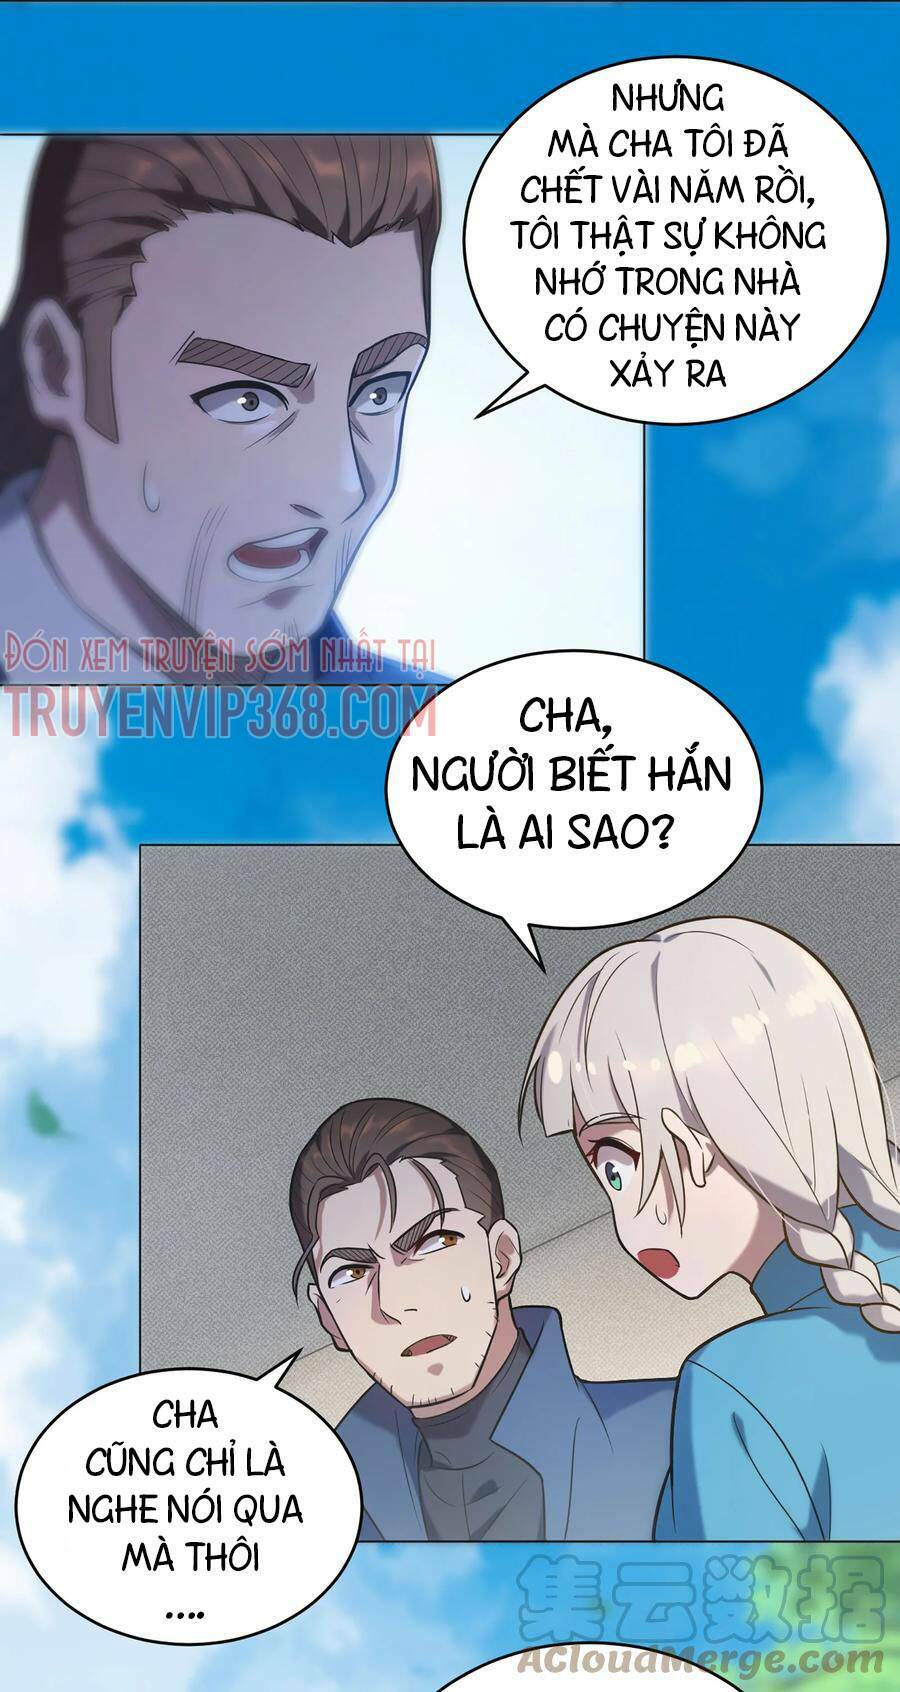 NHƯNG
MÀ CHA TÔI ĐÃ
CHẾT VÀI NĂM RỒI,
TÔI THẬT SỰ KHÔNG
NHỚ TRONG NHÀ
CÓ CHUYỆN NÀY
XẢY RA
ĐÓN XEM TRUYỆN SỚM NHẤT TẠI
TRUYENVIP368.COM
CHA,
NGƯỜI BIẾT HẮN
LÀ AI SAO?
CHA
CŨNG CHỈ LÀ
NGHE NÓI QUA
MÀ THÔI
....
集云数据
AcloudMerge.com